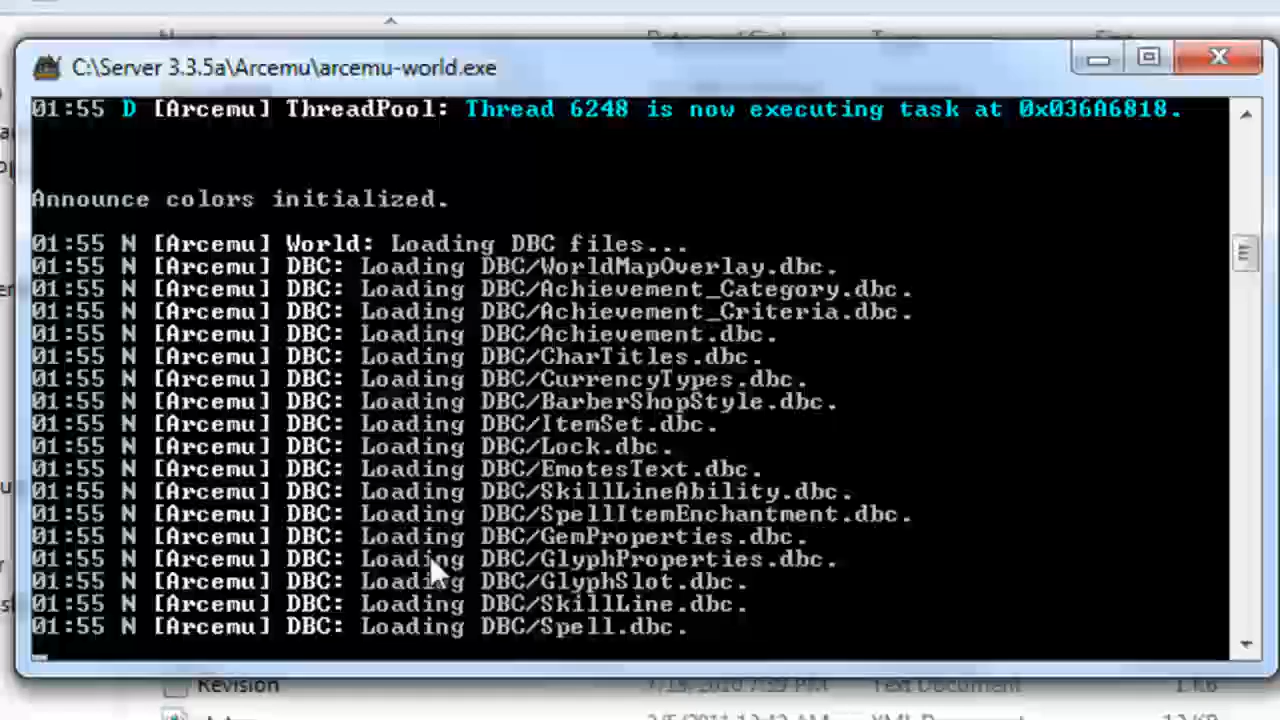 C:\Server 3.3.5a\Arcemu\arcemu-world.exe
01:55 D [Arcemu] ThreadPool: Thread 6248 is now executing task at 0x036A6818.
Announce colors initialized.
01:55 N [Arcemu] World: Loading DBC files...
01:55 N [Arcemu] DBC: Loading DBC/WorldMapOverlay.dbc.
01:55 N [Arcemu] DBC: Loading DBC/Achievement_Category.dbc.
01:55 N [Arcemu] DBC: Loading DBC/Achievement_Criteria.dbc.
01:55 N [Arcemu] DBC: Loading DBC/Achievement.dbc.
01:55 N [Arcemu] DBC: Loading DBC/CharTitles.dbc.
01:55 N [Arcemu] DBC: Loading DBC/CurrencyTypes.dbc.
01:55 N [Arcemu] DBC: Loading DBC/BarberShopStyle.dbc.
01:55 N [Arcemu] DBC: Loading DBC/ItemSet.dbc.
01:55 N [Arcemu] DBC: Loading DBC/Lock.dbc.
01:55 N [Arcemu] DBC: Loading DBC/EmotesText.dbc.
01:55 N [Arcemu] DBC: Loading DBC/SkillLineAbility.dbc.
01:55 N [Arcemu] DBC: Loading DBC/SpellItemEnchantment.dbc.
01:55 N [Arcemu] DBC: Loading DBC/GemProperties.dbc.
01:55 N [Arcemu] DBC: Loading DBC/GlyphProperties.dbc.
01:55 N [Arcemu] DBC: Loading DBC/GlyphSlot.dbc.
01:55 N [Arcemu] DBC: Loading DBC/SkillLine.dbc.
01:55 N [Arcemu] DBC: Loading DBC/Spell.dbc.
Revision Text Document